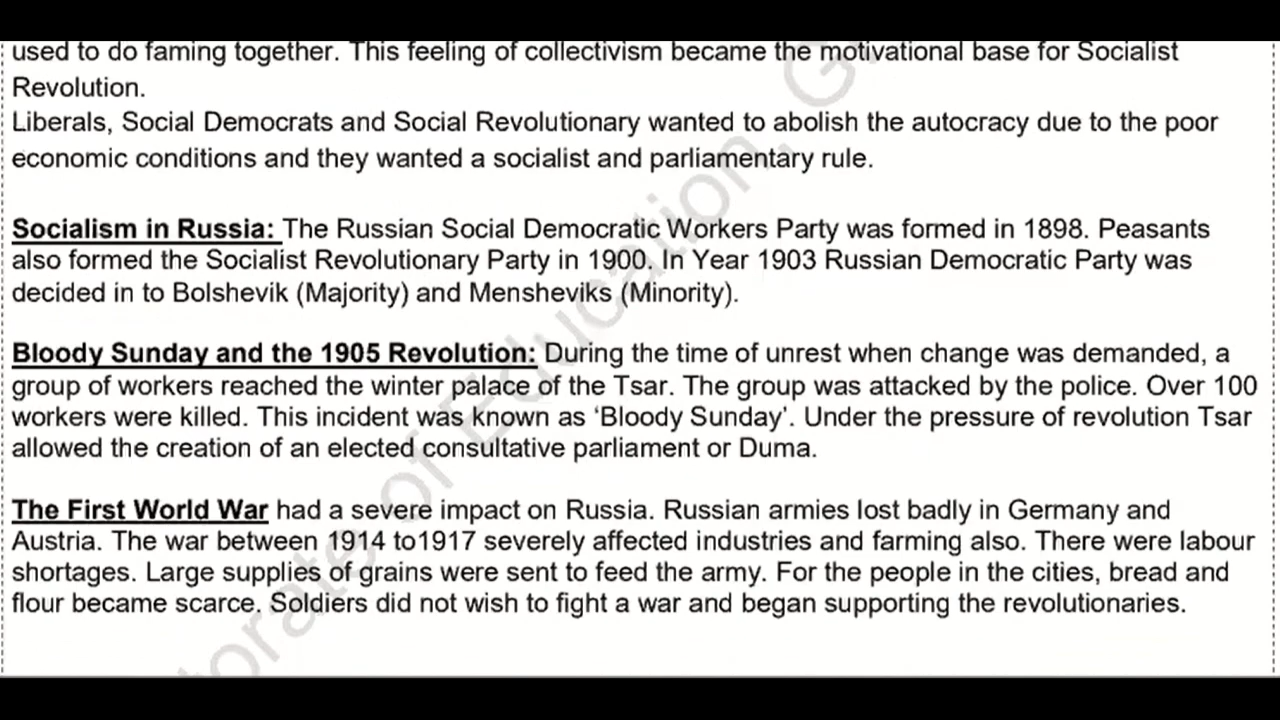 used to do faming together. This feeling of collectivism became the motivational base for Socialist
Revolution.
Liberals, Social Democrats and Social Revolutionary wanted to abolish the autocracy due to the poor
economic conditions and they wanted a socialist and parliamentary rule.
Socialism in Russia: The Russian Social Democratic Workers Party was formed in 1898. Peasants
also formed the Socialist Revolutionary Party in 1900. In Year 1903 Russian Democratic Party was
decided in to Bolshevik (Majority) and Mensheviks (Minority).
Bloody Sunday and the 1905 Revolution: During the time of unrest when change was demanded, a
group of workers reached the winter palace of the Tsar. The group was attacked by the police. Over 100
workers were killed. This incident was known as ‘Bloody Sunday’. Under the pressure of revolution Tsar
allowed the creation of an elected consultative parliament or Duma.
The First World War had a severe impact on Russia. Russian armies lost badly in Germany and
Austria. The war between 1914 to1917 severely affected industries and farming also. There were labour
shortages. Large supplies of grains were sent to feed the army. For the people in the cities, bread and
flour became scarce. Soldiers did not wish to fight a war and began supporting the revolutionaries.
of Education,